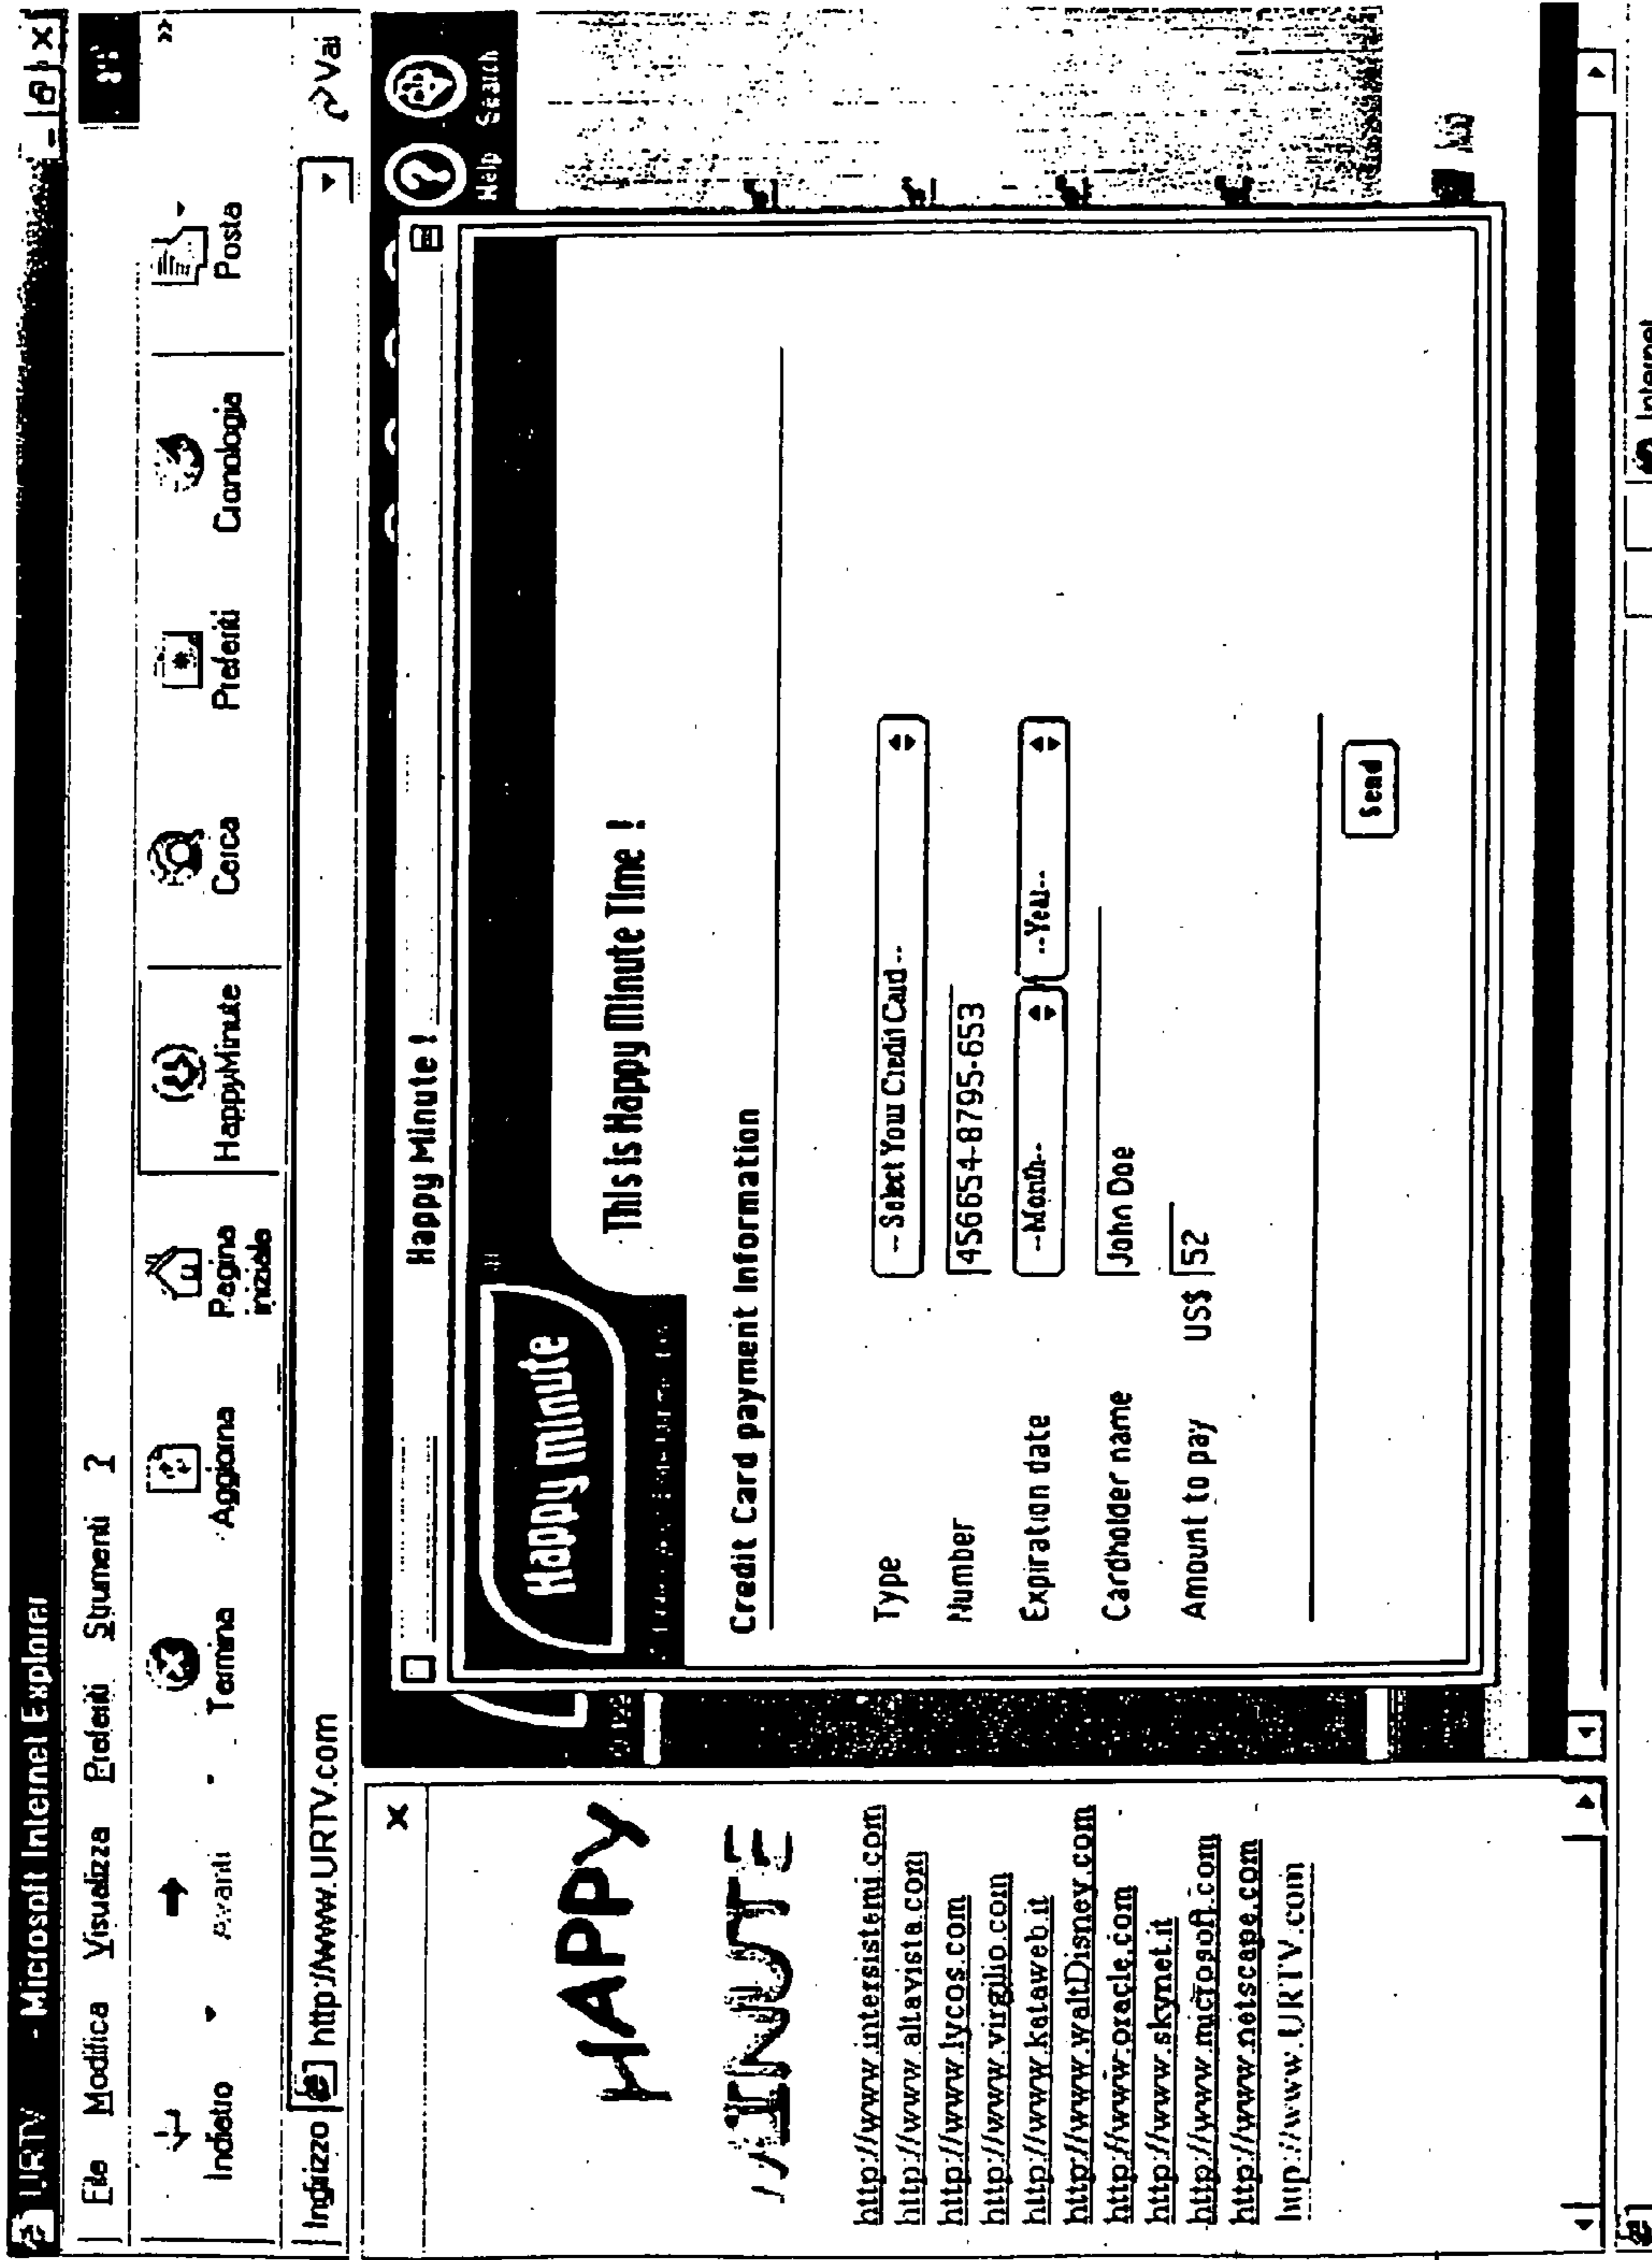 URTV - Microsoft Internet Explorer
File Modifica Visualizza Preferiti Strumenti ?
Indietro Avanti Termina Aggiorna Pagina iniziale HappyMinute Cerca Preferiti Cronologia Posta »
Indirizzo http://www.URTV.com Vai
HAPPY
MINUTE
http://www.intersistemi.com
http://www.altavista.com
http://www.lycos.com
http://www.virgilio.com
http://www.kataweb.it
http://www.waltDisney.com
http://www.oracle.com
http://www.skynet.it
http://www.microsoft.com
http://www.netscape.com
http://www.URTV.com
Help Search
Happy Minute !
Happy minute
This is Happy Minute Time !
Credit Card payment Information
Type -- Select Your Credit Card --
Number 456654-8795-653
Expiration date --Month-- --Year--
Cardholder name John Doe
Amount to pay US$ 52
Send
Internet